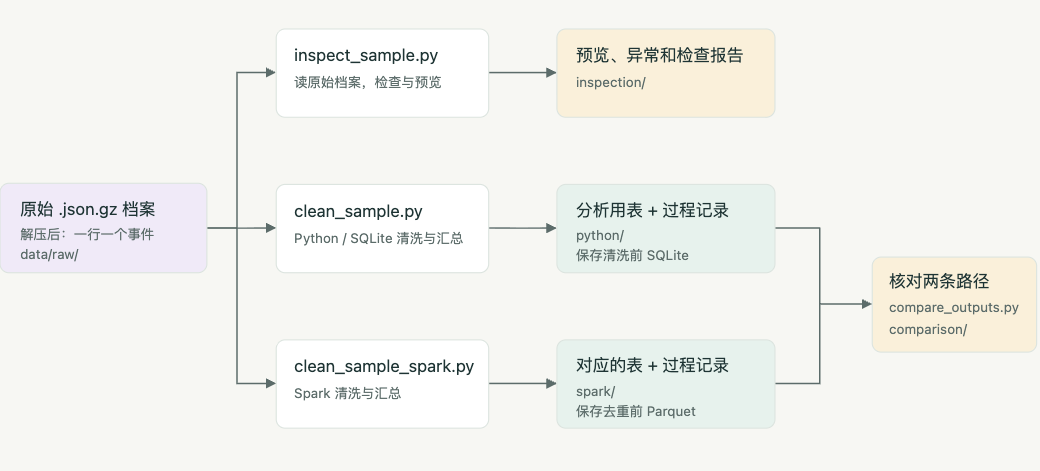 inspect_sample.py
读原始档案，检查与预览
预览、异常和检查报告
inspection/
原始 .json.gz 档案
解压后：一行一个事件
data/raw/
clean_sample.py
Python / SQLite 清洗与汇总
分析用表 + 过程记录
python/
保存清洗前 SQLite
核对两条路径
compare_outputs.py
comparison/
clean_sample_spark.py
Spark 清洗与汇总
对应的表 + 过程记录
spark/
保存去重前 Parquet